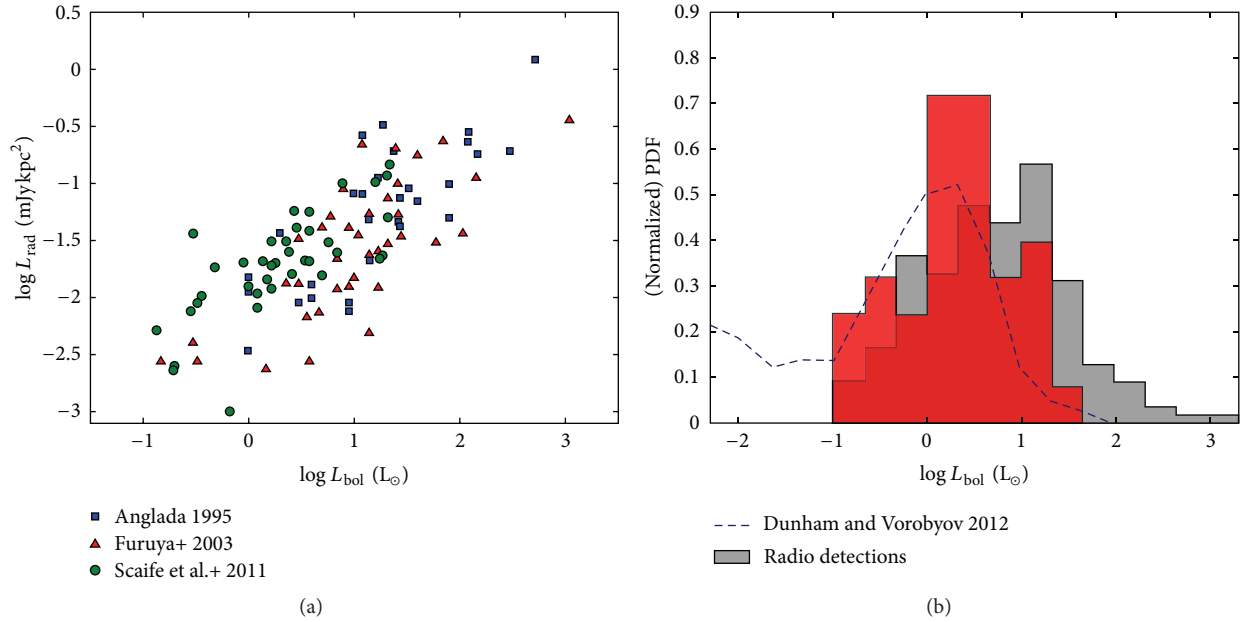 0.5
0
−0.5
−1
−1.5
−2
−2.5
−3
log L_rad (mJy kpc²)
−1 0 1 2 3
log L_bol (L⊙)
Anglada 1995
Furuya+ 2003
Scaife et al.+ 2011
(a)
0.9
0.8
0.7
0.6
0.5
0.4
0.3
0.2
0.1
0
(Normalized) PDF
−2 −1 0 1 2 3
log L_bol (L⊙)
Dunham and Vorobyov 2012
Radio detections
(b)